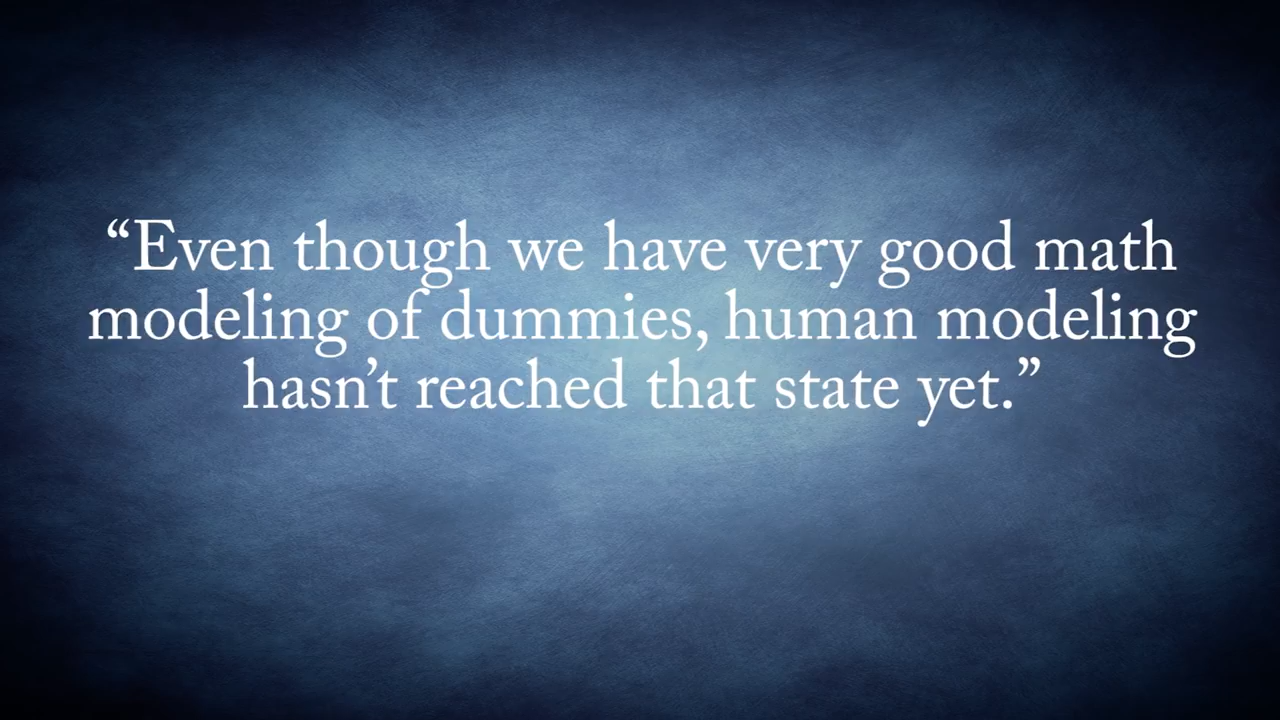 “Even though we have very good math
modeling of dummies, human modeling
hasn’t reached that state yet.”